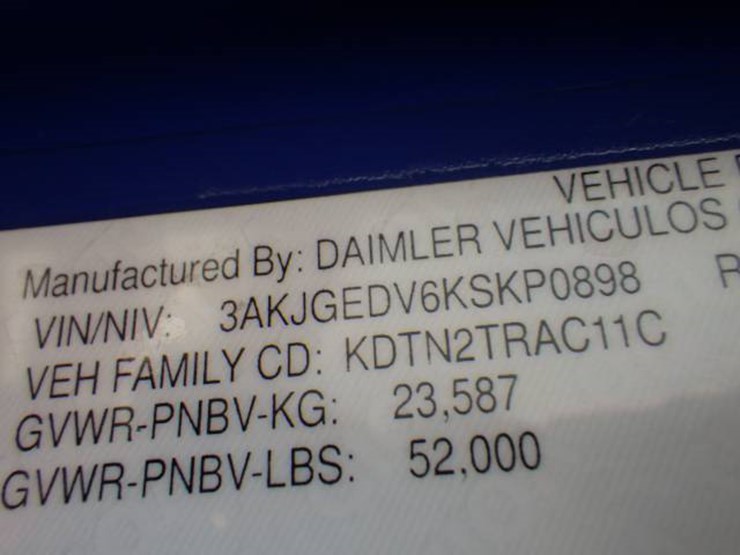 VEHICLE
Manufactured By: DAIMLER VEHICULOS
VIN/NIV: 3AKJGEDV6KSKP0898 R
VEH FAMILY CD: KDTN2TRAC11C
GVWR-PNBV-KG: 23,587
GVWR-PNBV-LBS: 52,000